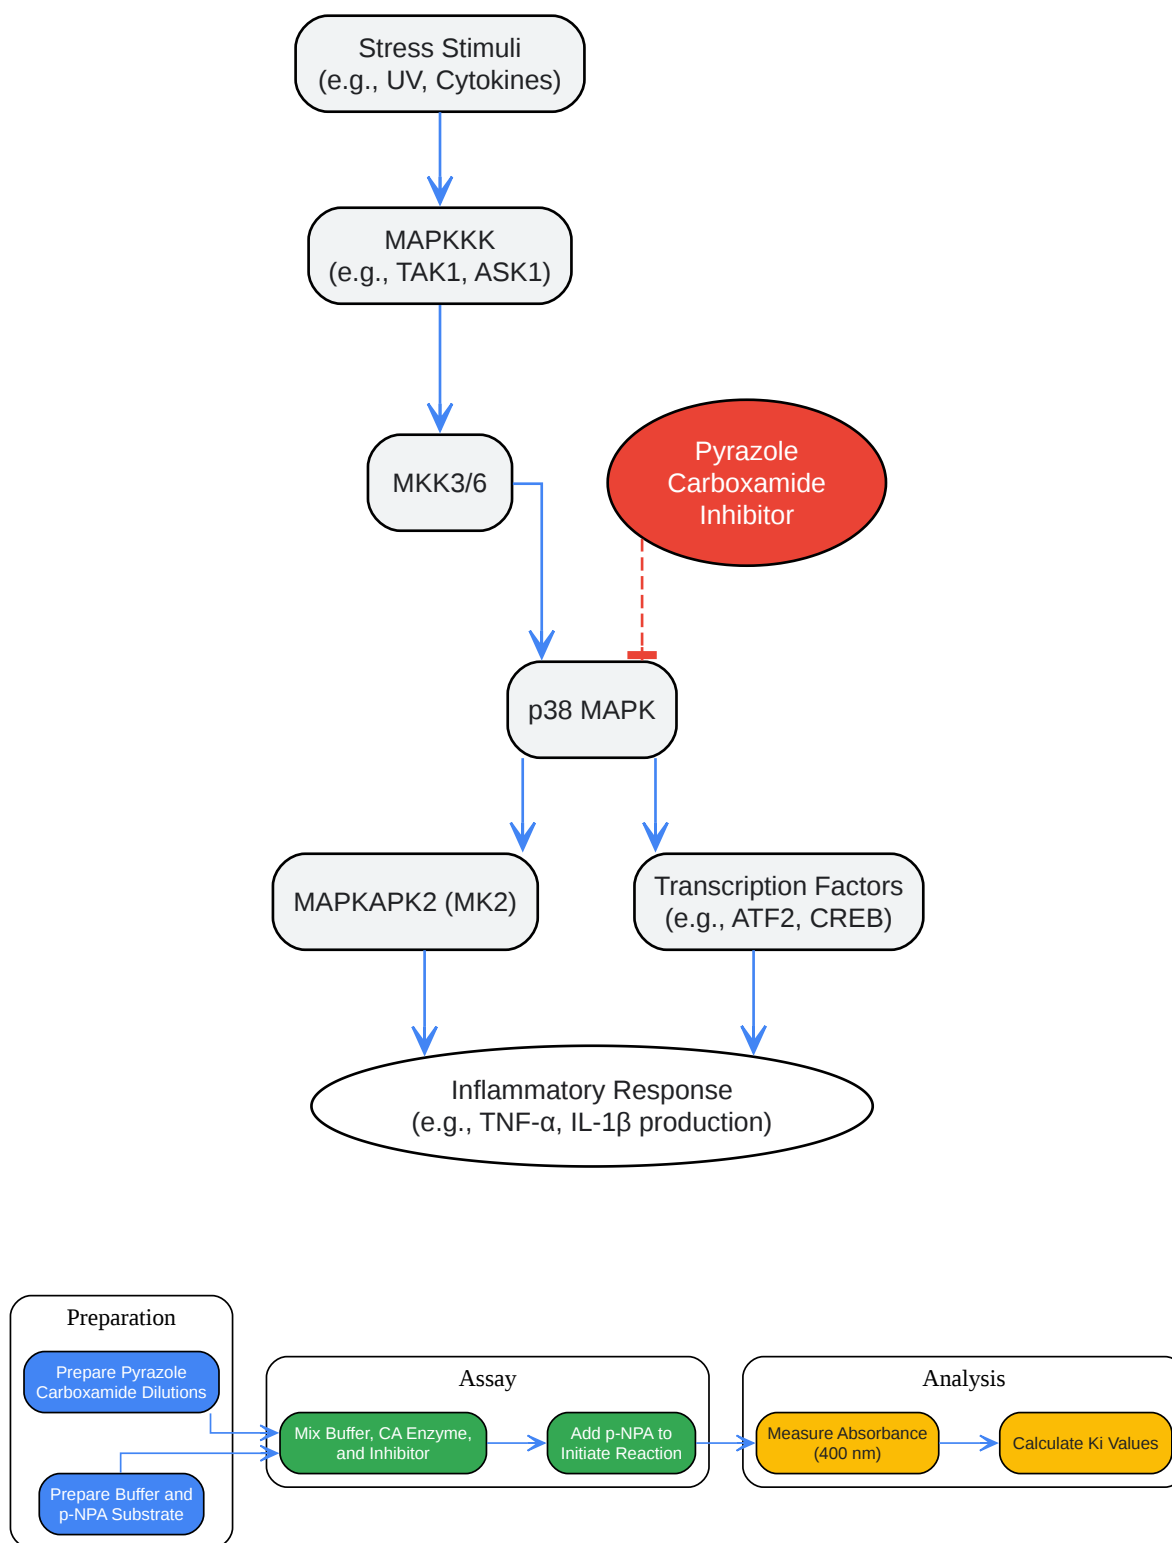 Stress Stimuli
(e.g., UV, Cytokines)
MAPKKK
(e.g., TAK1, ASK1)
MKK3/6
Pyrazole
Carboxamide
Inhibitor
p38 MAPK
MAPKAPK2 (MK2)
Transcription Factors
(e.g., ATF2, CREB)
Inflammatory Response
(e.g., TNF-α, IL-1β production)
Preparation
Prepare Pyrazole
Carboxamide Dilutions
Prepare Buffer and
p-NPA Substrate
Assay
Mix Buffer, CA Enzyme,
and Inhibitor
Add p-NPA to
Initiate Reaction
Analysis
Measure Absorbance
(400 nm)
Calculate Ki Values